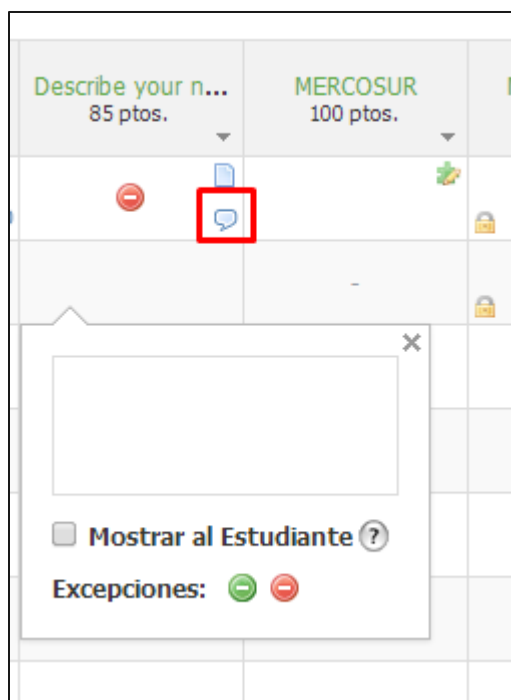 Describe your n...
85 ptos.
MERCOSUR
100 ptos.
-
Mostrar al Estudiante ?
Excepciones: